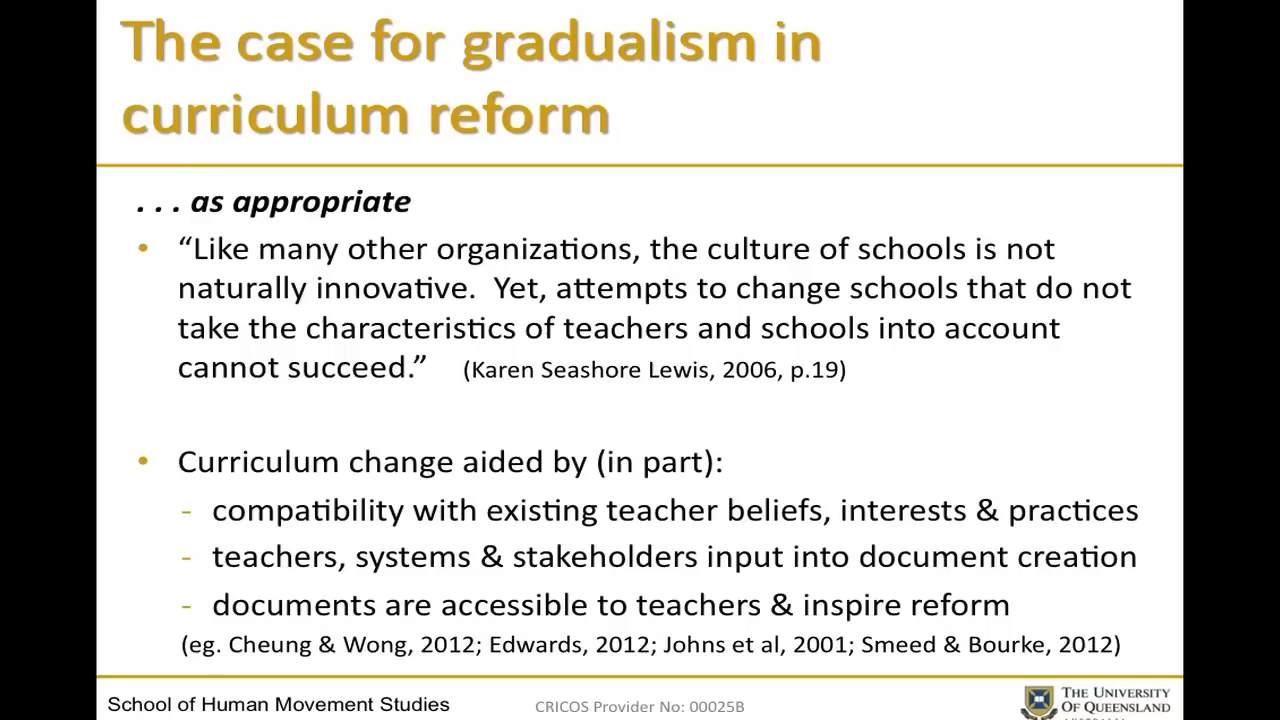 The case for gradualism in
curriculum reform
. . . as appropriate
• “Like many other organizations, the culture of schools is not
naturally innovative.  Yet, attempts to change schools that do not
take the characteristics of teachers and schools into account
cannot succeed.”    (Karen Seashore Lewis, 2006, p.19)
• Curriculum change aided by (in part):
- compatibility with existing teacher beliefs, interests & practices
- teachers, systems & stakeholders input into document creation
- documents are accessible to teachers & inspire reform
(eg. Cheung & Wong, 2012; Edwards, 2012; Johns et al, 2001; Smeed & Bourke, 2012)
School of Human Movement Studies
CRICOS Provider No: 00025B
THE UNIVERSITY
OF QUEENSLAND